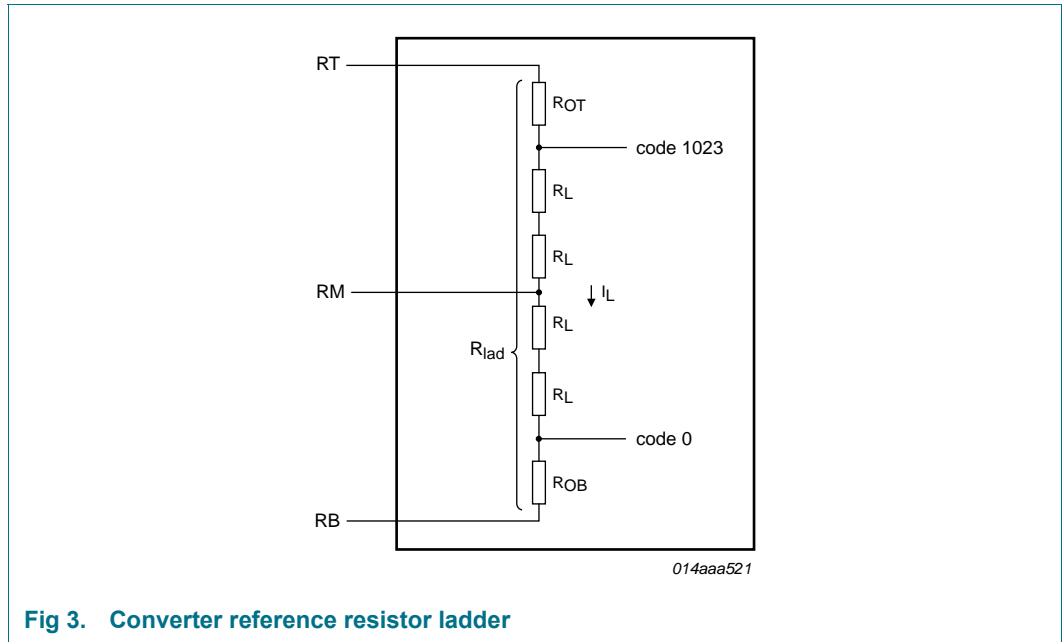 RT
ROT
code 1023
RL
RL
RM
IL
RL
Rlad
RL
code 0
ROB
RB
014aaa521
Fig 3. Converter reference resistor ladder